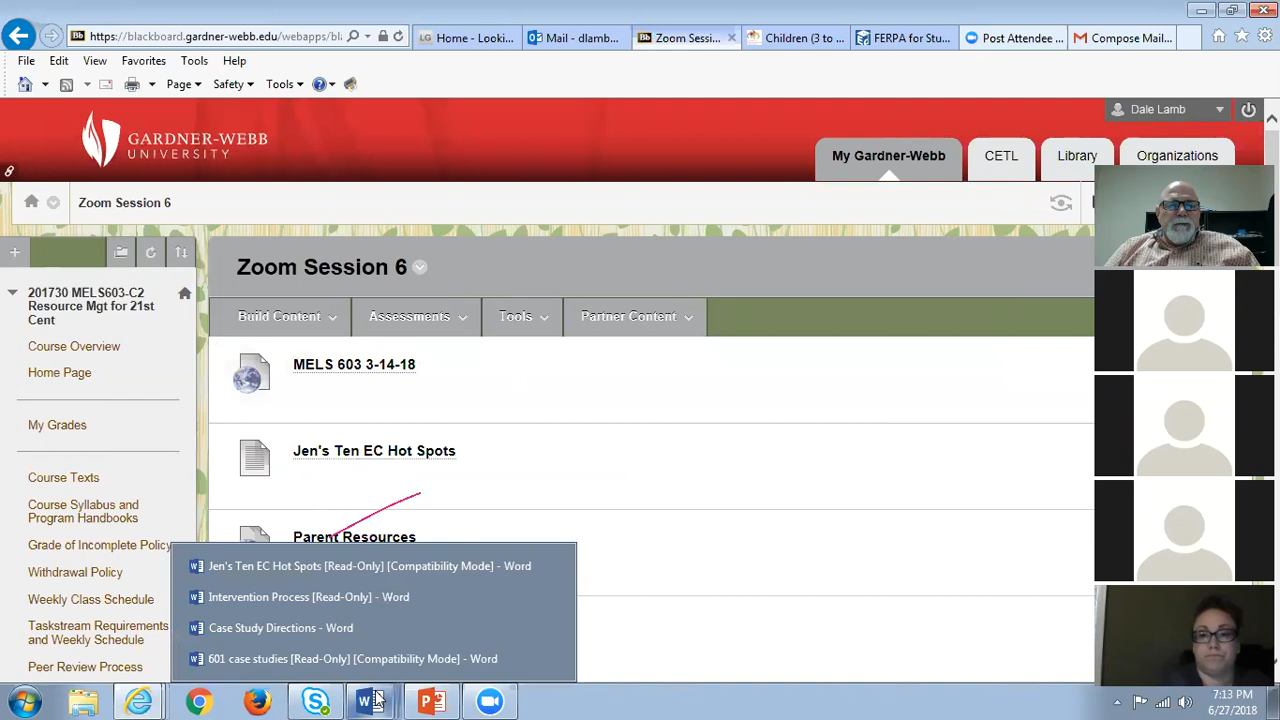 https://blackboard.gardner-webb.edu/webapps/bl
Home - Looki...
Mail - dlamb...
Bb Zoom Sessi...
Children (3 to ...
FERPA for Stu...
Post Attendee ...
Compose Mail...
File Edit View Favorites Tools Help
Page Safety Tools
Dale Lamb
GARDNER-WEBB
UNIVERSITY
My Gardner-Webb
CETL
Library
Organizations
Zoom Session 6
201730 MELS603-C2
Resource Mgt for 21st
Cent
Course Overview
Home Page
My Grades
Course Texts
Course Syllabus and
Program Handbooks
Grade of Incomplete Policy
Withdrawal Policy
Weekly Class Schedule
Taskstream Requirements
and Weekly Schedule
Peer Review Process
Zoom Session 6
Build Content
Assessments
Tools
Partner Content
MELS 603 3-14-18
Jen's Ten EC Hot Spots
Parent Resources
Jen's Ten EC Hot Spots [Read-Only] [Compatibility Mode] - Word
Intervention Process [Read-Only] - Word
Case Study Directions - Word
601 case studies [Read-Only] [Compatibility Mode] - Word
7:13 PM
6/27/2018